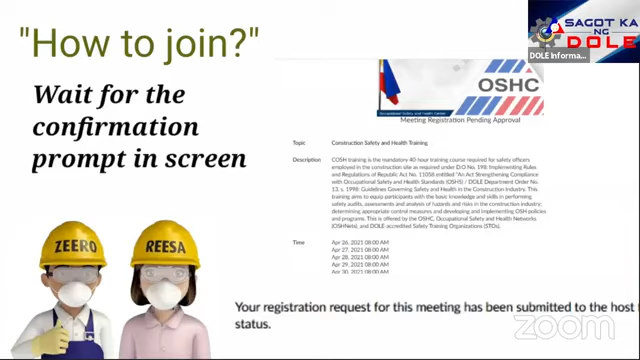 "How to join?"
SAGOT KA
NG
DOLE
DOLE Informa...
Wait for the
confirmation
prompt in screen
OSHC
Occupational Safety and Health Center
Meeting Registration Pending Approval
Topic Construction Safety and Health Training
Description COSH training is the mandatory 40-hour training course required for safety officers
employed in the construction site as required under D.O No. 198: Implementing Rules
and Regulations of Republic Act No. 11058 entitled "An Act Strengthening Compliance
with Occupational Safety and Health Standards (OSHS) / DOLE Department Order No.
13, s. 1998: Guidelines Governing Safety and Health in the Construction Industry. This
training aims to equip participants with the basic knowledge and skills in performing
safety audits, assessments and analysis of hazards and risks in the construction industry,
determining appropriate control measures and developing and implementing OSH policies
and programs. This is offered by the OSHC, Occupational Safety and Health Networks
(OSHNets), and DOLE-accredited Safety Training Organizations (STOs).
Time Apr 26, 2021 08:00 AM
Apr 27, 2021 08:00 AM
Apr 28, 2021 08:00 AM
Apr 29, 2021 08:00 AM
Apr 30, 2021 08:00 AM
ZEERO
REESA
Your registration request for this meeting has been submitted to the host
status.
zoom